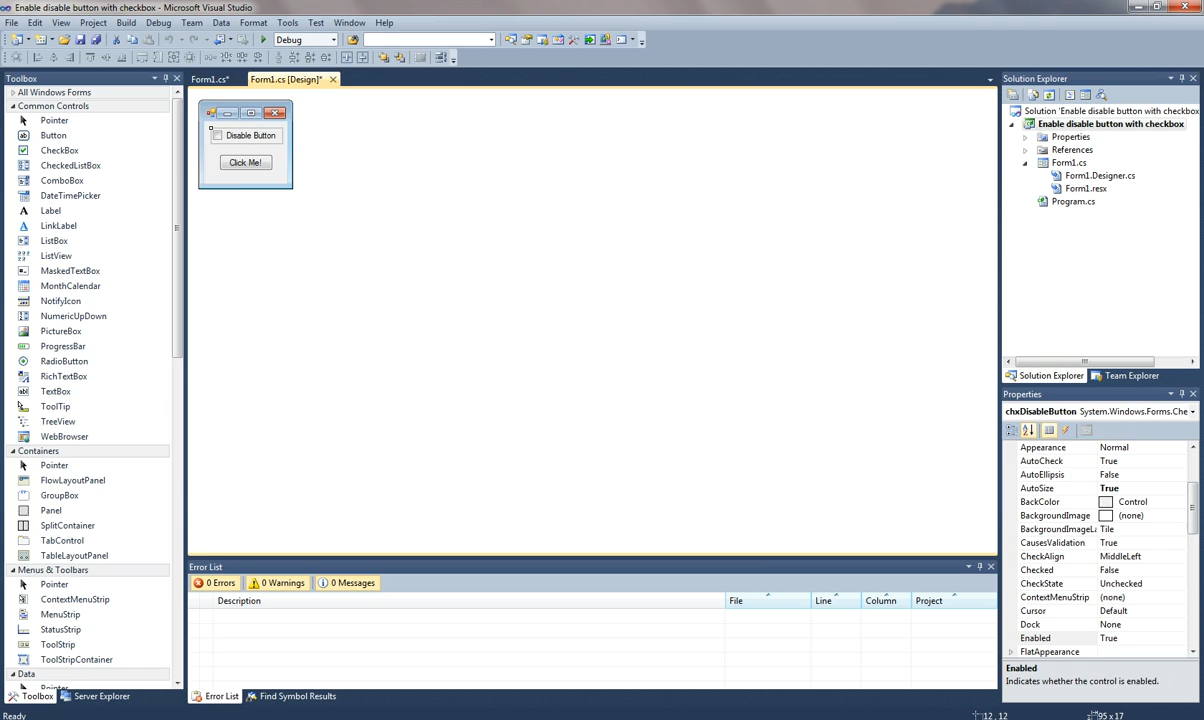 Enable disable button with checkbox - Microsoft Visual Studio
File Edit View Project Build Debug Team Data Format Tools Test Window Help
Debug
Toolbox
All Windows Forms
Common Controls
Pointer
Button
CheckBox
CheckedListBox
ComboBox
DateTimePicker
Label
LinkLabel
ListBox
ListView
MaskedTextBox
MonthCalendar
NotifyIcon
NumericUpDown
PictureBox
ProgressBar
RadioButton
RichTextBox
TextBox
ToolTip
TreeView
WebBrowser
Containers
Pointer
FlowLayoutPanel
GroupBox
Panel
SplitContainer
TabControl
TableLayoutPanel
Menus & Toolbars
Pointer
ContextMenuStrip
MenuStrip
StatusStrip
ToolStrip
ToolStripContainer
Data
Pointer
Toolbox Server Explorer
Form1.cs* Form1.cs [Design]*
Disable Button
Click Me!
Error List
0 Errors 0 Warnings 0 Messages
Description File Line Column Project
Error List Find Symbol Results
Solution Explorer
Solution 'Enable disable button with checkbox
Enable disable button with checkbox
Properties
References
Form1.cs
Form1.Designer.cs
Form1.resx
Program.cs
Solution Explorer Team Explorer
Properties
chxDisableButton System.Windows.Forms.Che
Appearance Normal
AutoCheck True
AutoEllipsis False
AutoSize True
BackColor Control
BackgroundImage (none)
BackgroundImageLa Tile
CausesValidation True
CheckAlign MiddleLeft
Checked False
CheckState Unchecked
ContextMenuStrip (none)
Cursor Default
Dock None
Enabled True
FlatAppearance
Enabled
Indicates whether the control is enabled.
Ready 12 , 12 95 x 17